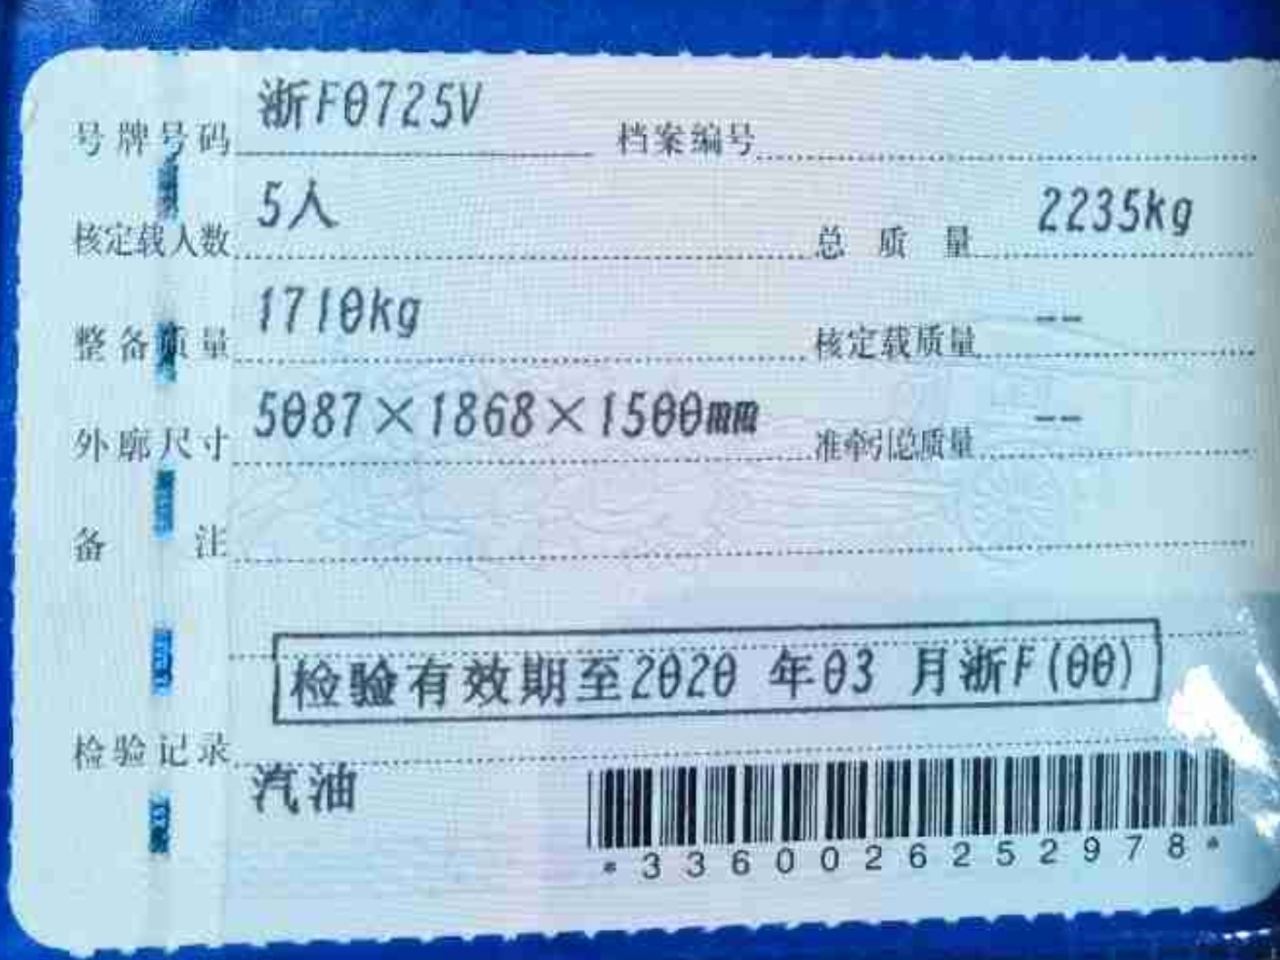 号牌号码 浙F0725V 档案编号
核定载人数 5人 总质量 2235kg
整备质量 1710kg 核定载质量 --
外廓尺寸 5087×1868×1500mm 准牵引总质量 --
备注
检验有效期至2020 年03 月浙F(00)
检验记录
汽油
*3360026252978*